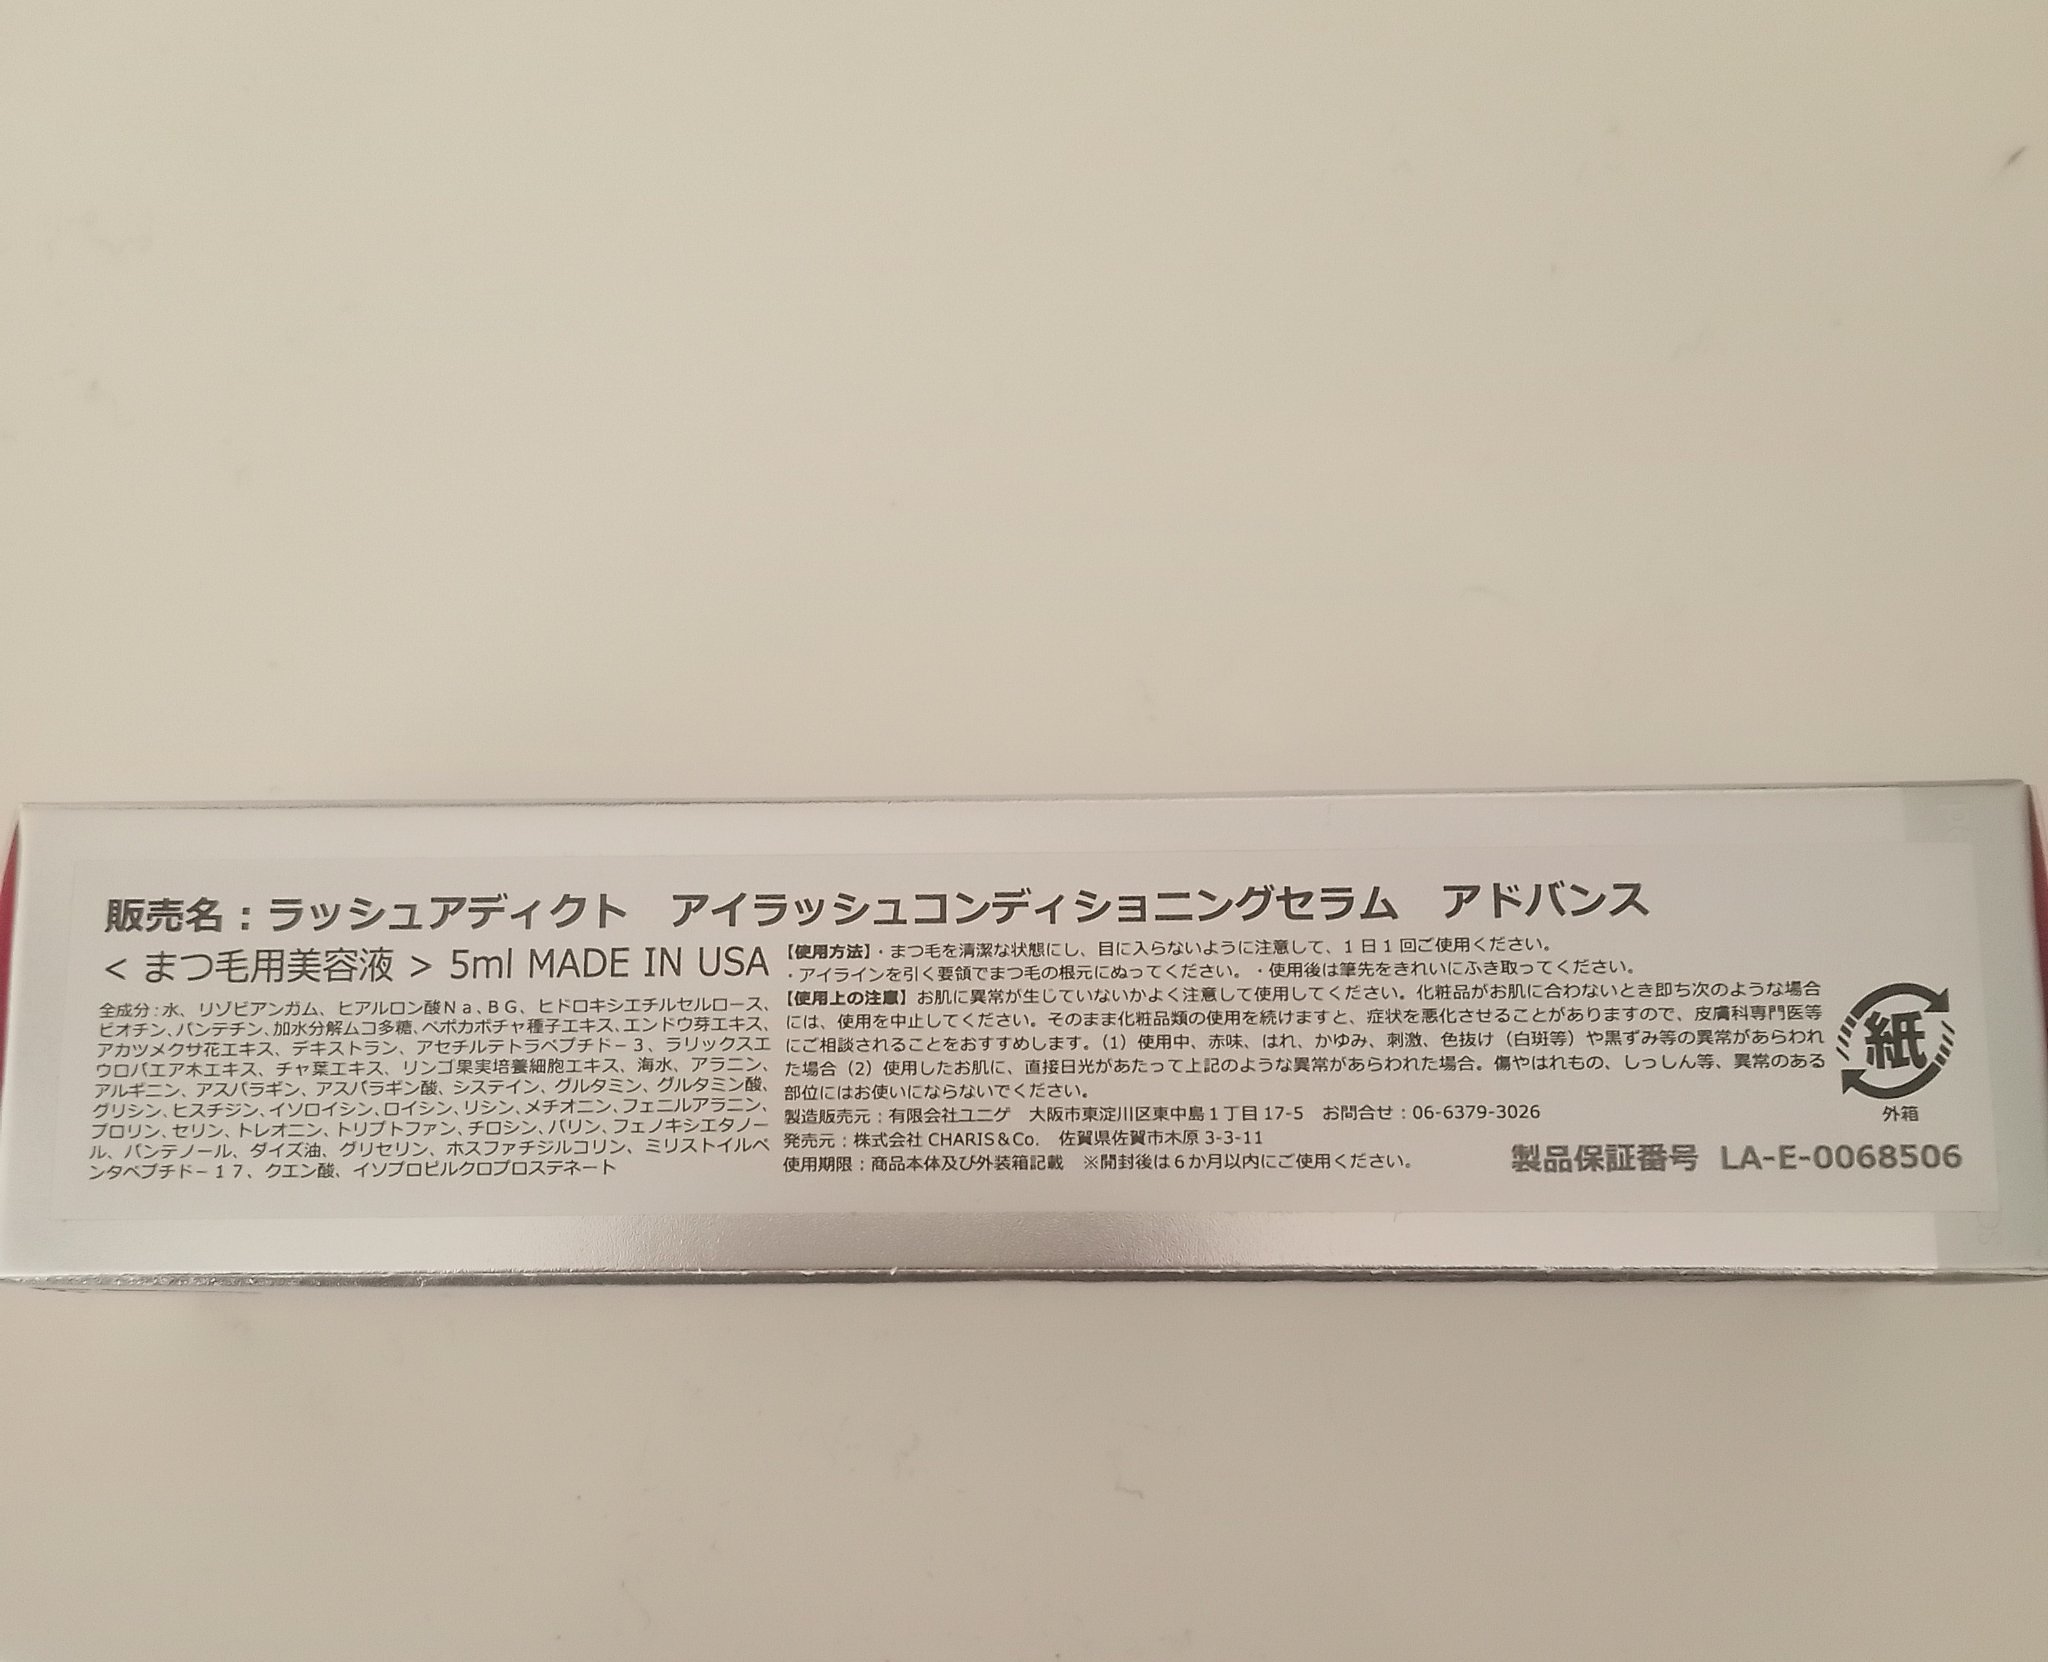 販売名：ラッシュアディクト　アイラッシュコンディショニングセラム　アドバンス
< まつ毛用美容液 > 5ml MADE IN USA
全成分：水、リゾビアンガム、ヒアルロン酸Ｎａ、ＢＧ、ヒドロキシエチルセルロース、
ビオチン、パンテチン、加水分解ムコ多糖、ペポカボチャ種子エキス、エンドウ芽エキス、
アカツメクサ花エキス、デキストラン、アセチルテトラペプチド－３、ラリックスエ
ウロパエア木エキス、チャ葉エキス、リンゴ果実培養細胞エキス、海水、アラニン、
アルギニン、アスパラギン、アスパラギン酸、システイン、グルタミン、グルタミン酸、
グリシン、ヒスチジン、イソロイシン、ロイシン、リシン、メチオニン、フェニルアラニン、
プロリン、セリン、トレオニン、トリプトファン、チロシン、バリン、フェノキシエタノー
ル、パンテノール、ダイズ油、グリセリン、ホスファチジルコリン、ミリストイルペ
ンタペプチド－１７、クエン酸、イソプロピルクロプロステネート
【使用方法】・まつ毛を清潔な状態にし、目に入らないように注意して、１日１回ご使用ください。
・アイラインを引く要領でまつ毛の根元にぬってください。・使用後は筆先をきれいにふき取ってください。
【使用上の注意】お肌に異常が生じていないかよく注意して使用してください。化粧品がお肌に合わないとき即ち次のような場合
には、使用を中止してください。そのまま化粧品類の使用を続けますと、症状を悪化させることがありますので、皮膚科専門医等
にご相談されることをおすすめします。（1）使用中、赤味、はれ、かゆみ、刺激、色抜け（白斑等）や黒ずみ等の異常があらわれ
た場合（2）使用したお肌に、直接日光があたって上記のような異常があらわれた場合。傷やはれもの、しっしん等、異常のある
部位にはお使いにならないでください。
製造販売元：有限会社ユニゲ　大阪市東淀川区東中島１丁目 17-5　お問合せ：06-6379-3026
発売元：株式会社 CHARIS＆Co.　佐賀県佐賀市木原 3-3-11
使用期限：商品本体及び外装箱記載　※開封後は６か月以内にご使用ください。
紙
外箱
製品保証番号　LA-E-0068506